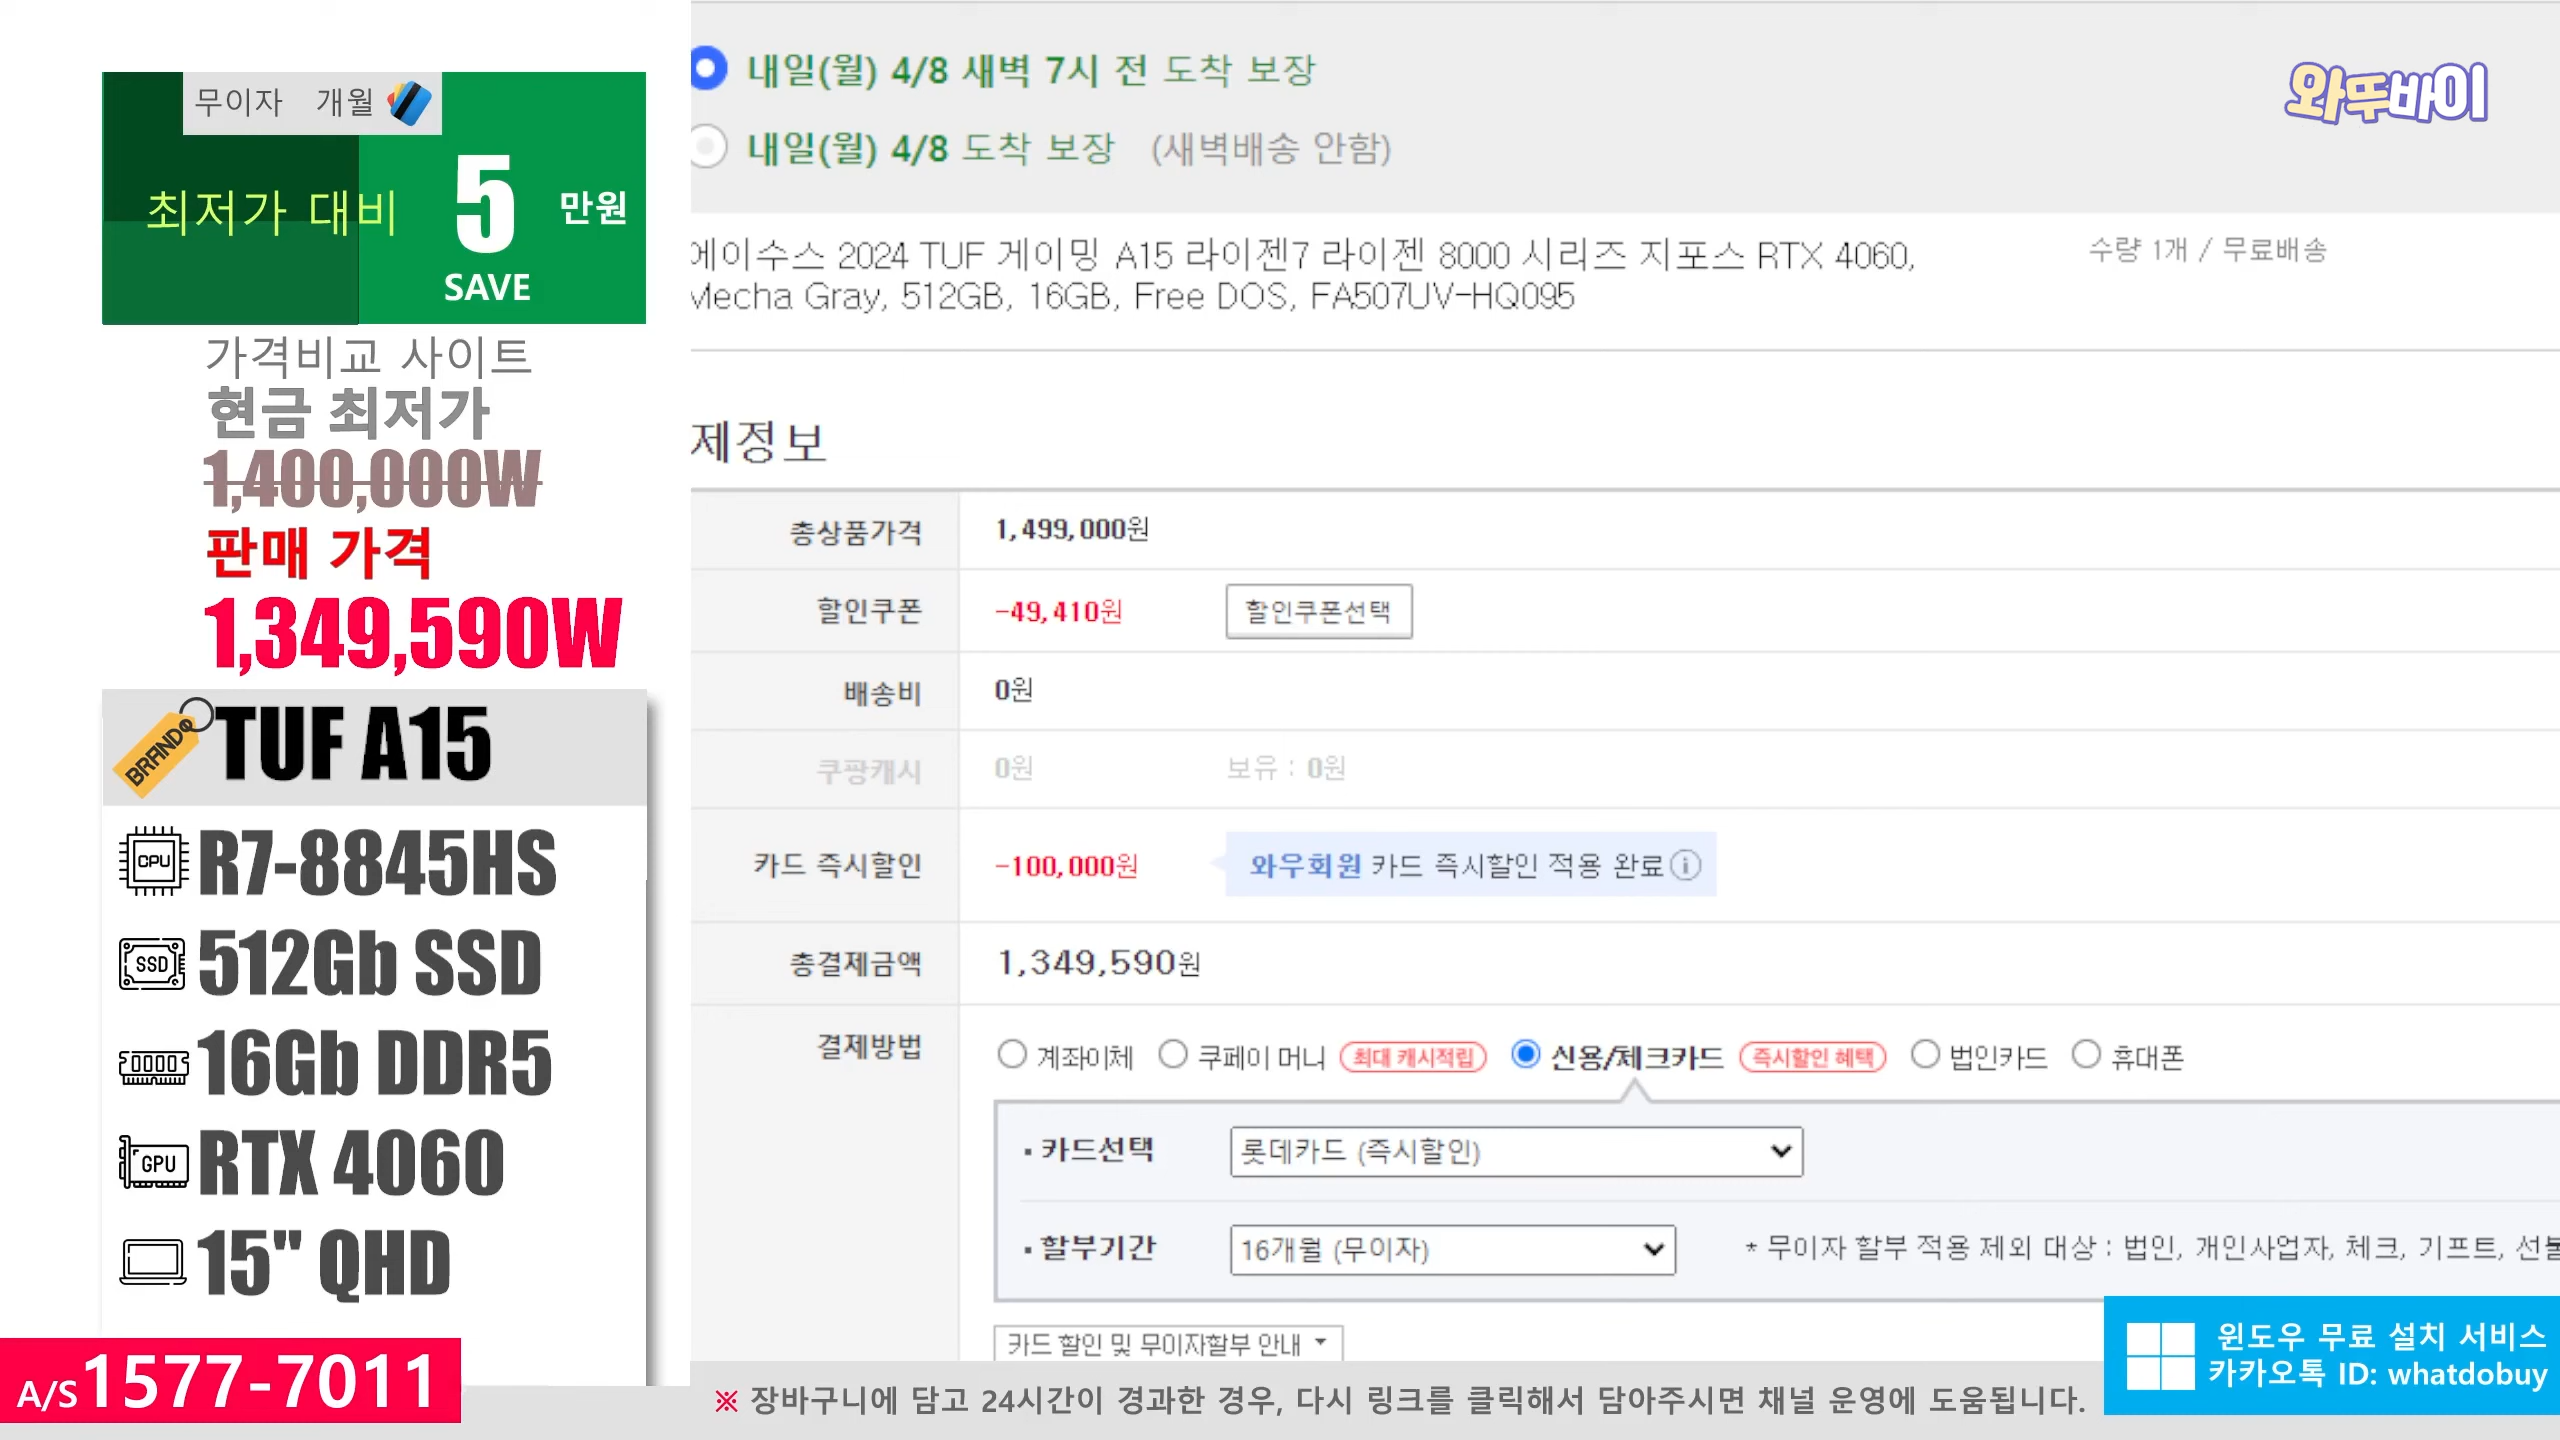 무이자 개월
최저가 대비 5 만원
SAVE
가격비교 사이트
현금 최저가
1,400,000W
판매 가격
1,349,590W
BRAND
TUF A15
CPU
R7-8845HS
SSD
512Gb SSD
16Gb DDR5
GPU
RTX 4060
15" QHD
A/S 1577-7011
내일(월) 4/8 새벽 7시 전 도착 보장
내일(월) 4/8 도착 보장 (새벽배송 안함)
와뚜바이
에이수스 2024 TUF 게이밍 A15 라이젠7 라이젠 8000 시리즈 지포스 RTX 4060,
Mecha Gray, 512GB, 16GB, Free DOS, FA507UV-HQ095
수량 1개 / 무료배송
제정보
총상품가격 1,499,000원
할인쿠폰 -49,410원 할인쿠폰선택
배송비 0원
쿠팡캐시 0원 보유 : 0원
카드 즉시할인 -100,000원 와우회원 카드 즉시할인 적용 완료
총결제금액 1,349,590원
결제방법 계좌이체 쿠페이 머니 최대 캐시적립 신용/체크카드 즉시할인 혜택 법인카드 휴대폰
카드선택 롯데카드 (즉시할인)
할부기간 16개월 (무이자) * 무이자 할부 적용 제외 대상 : 법인, 개인사업자, 체크, 기프트, 선불
카드 할인 및 무이자할부 안내
※ 장바구니에 담고 24시간이 경과한 경우, 다시 링크를 클릭해서 담아주시면 채널 운영에 도움됩니다.
윈도우 무료 설치 서비스
카카오톡 ID: whatdobuy